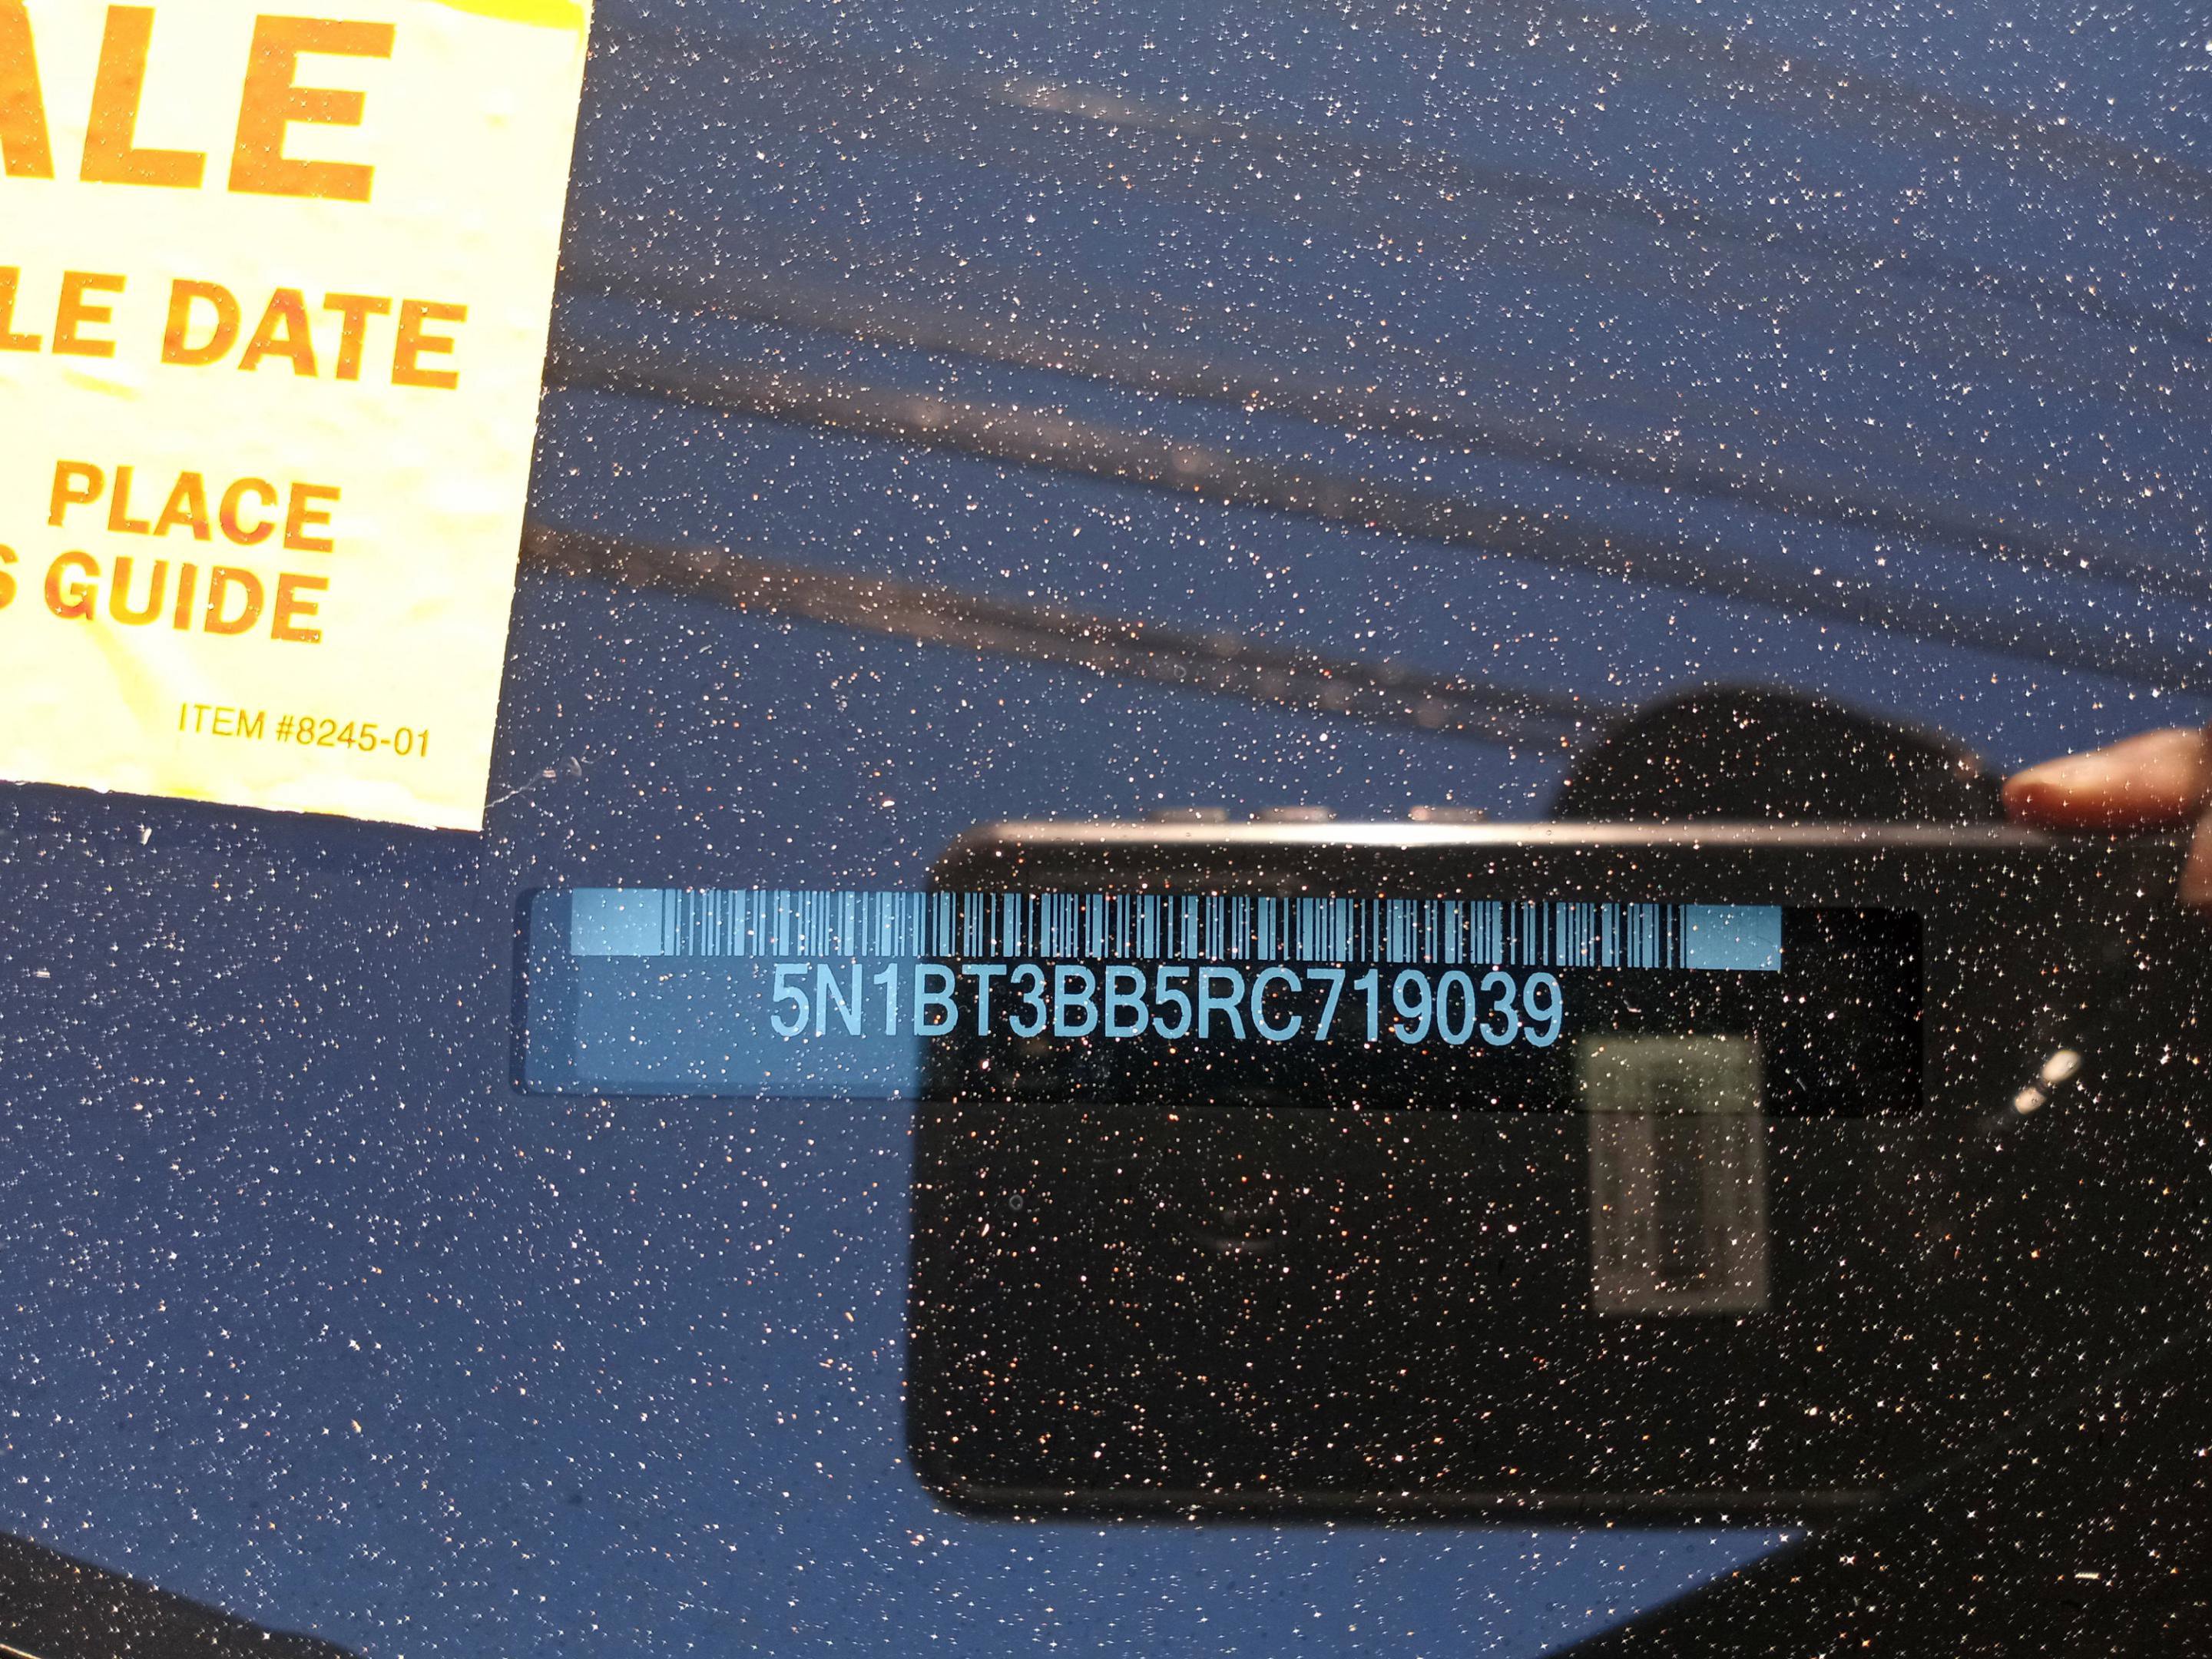 ALE
LE DATE
PLACE
S GUIDE
ITEM #8245-01
5N1BT3BB5RC719039